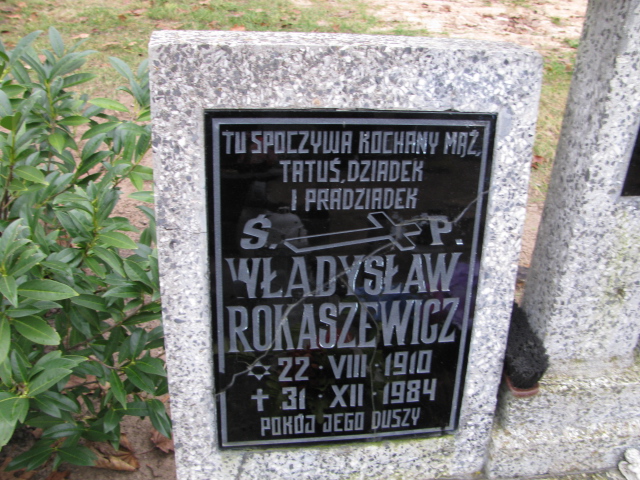 TU SPOCZYWA KOCHANY MĄŻ,
TATUŚ, DZIADEK
I PRADZIADEK
Ś. P.
WŁADYSŁAW
ROKASZEWICZ
22 · VIII · 1910
✝ 31 · XII · 1984
POKÓJ JEGO DUSZY